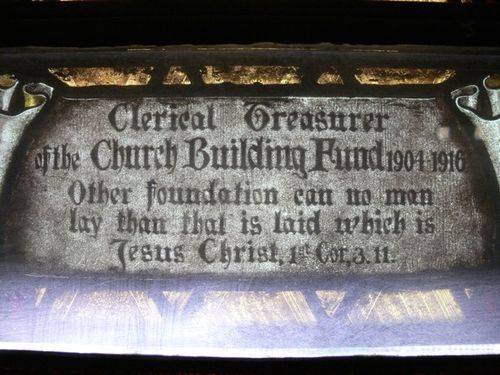 Clerical Treasurer
of the Church Building Fund 1904-1916
Other foundation can no man
lay than that is laid which is
Jesus Christ, 1st Cor, 3. 11.